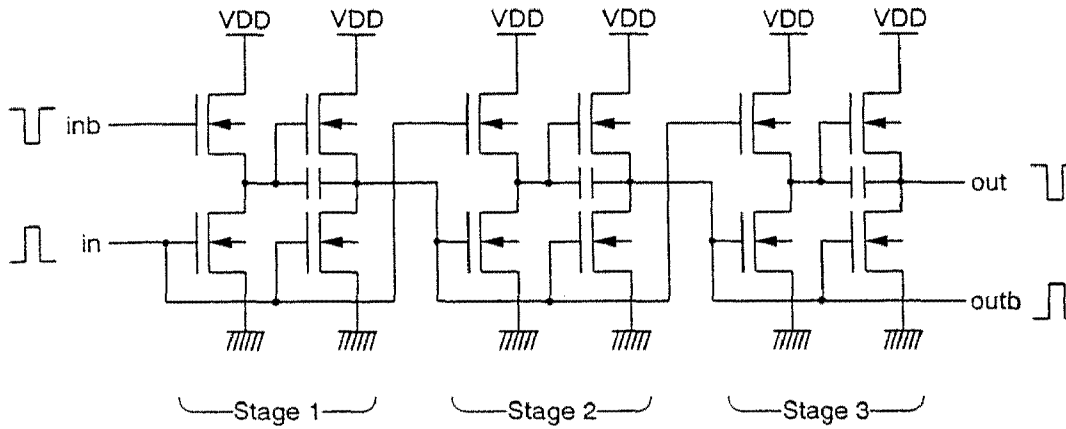 VDD VDD VDD VDD VDD VDD
inb
out
in
outb
Stage 1 Stage 2 Stage 3